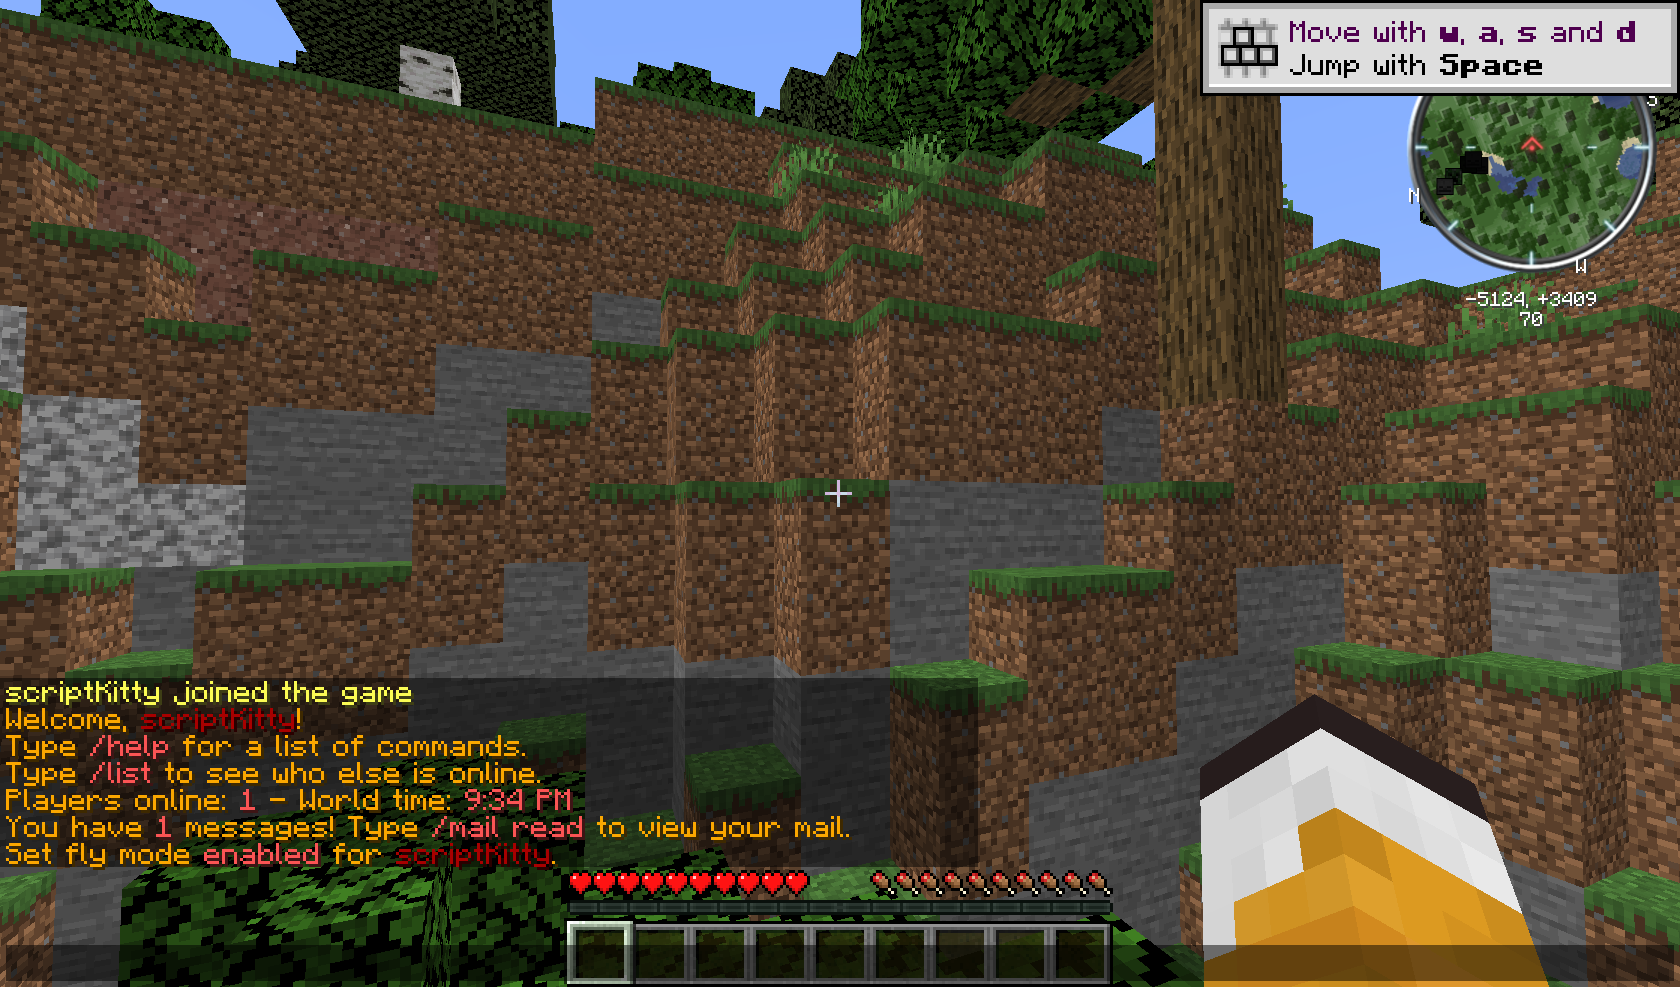 Move with w, a, s and d
Jump with Space
S
N
W
-5124, +3409
70
scriptKitty joined the game
Welcome, scriptKitty!
Type /help for a list of commands.
Type /list to see who else is online.
Players online: 1 - World time: 9:34 PM
You have 1 messages! Type /mail read to view your mail.
Set fly mode enabled for scriptKitty.